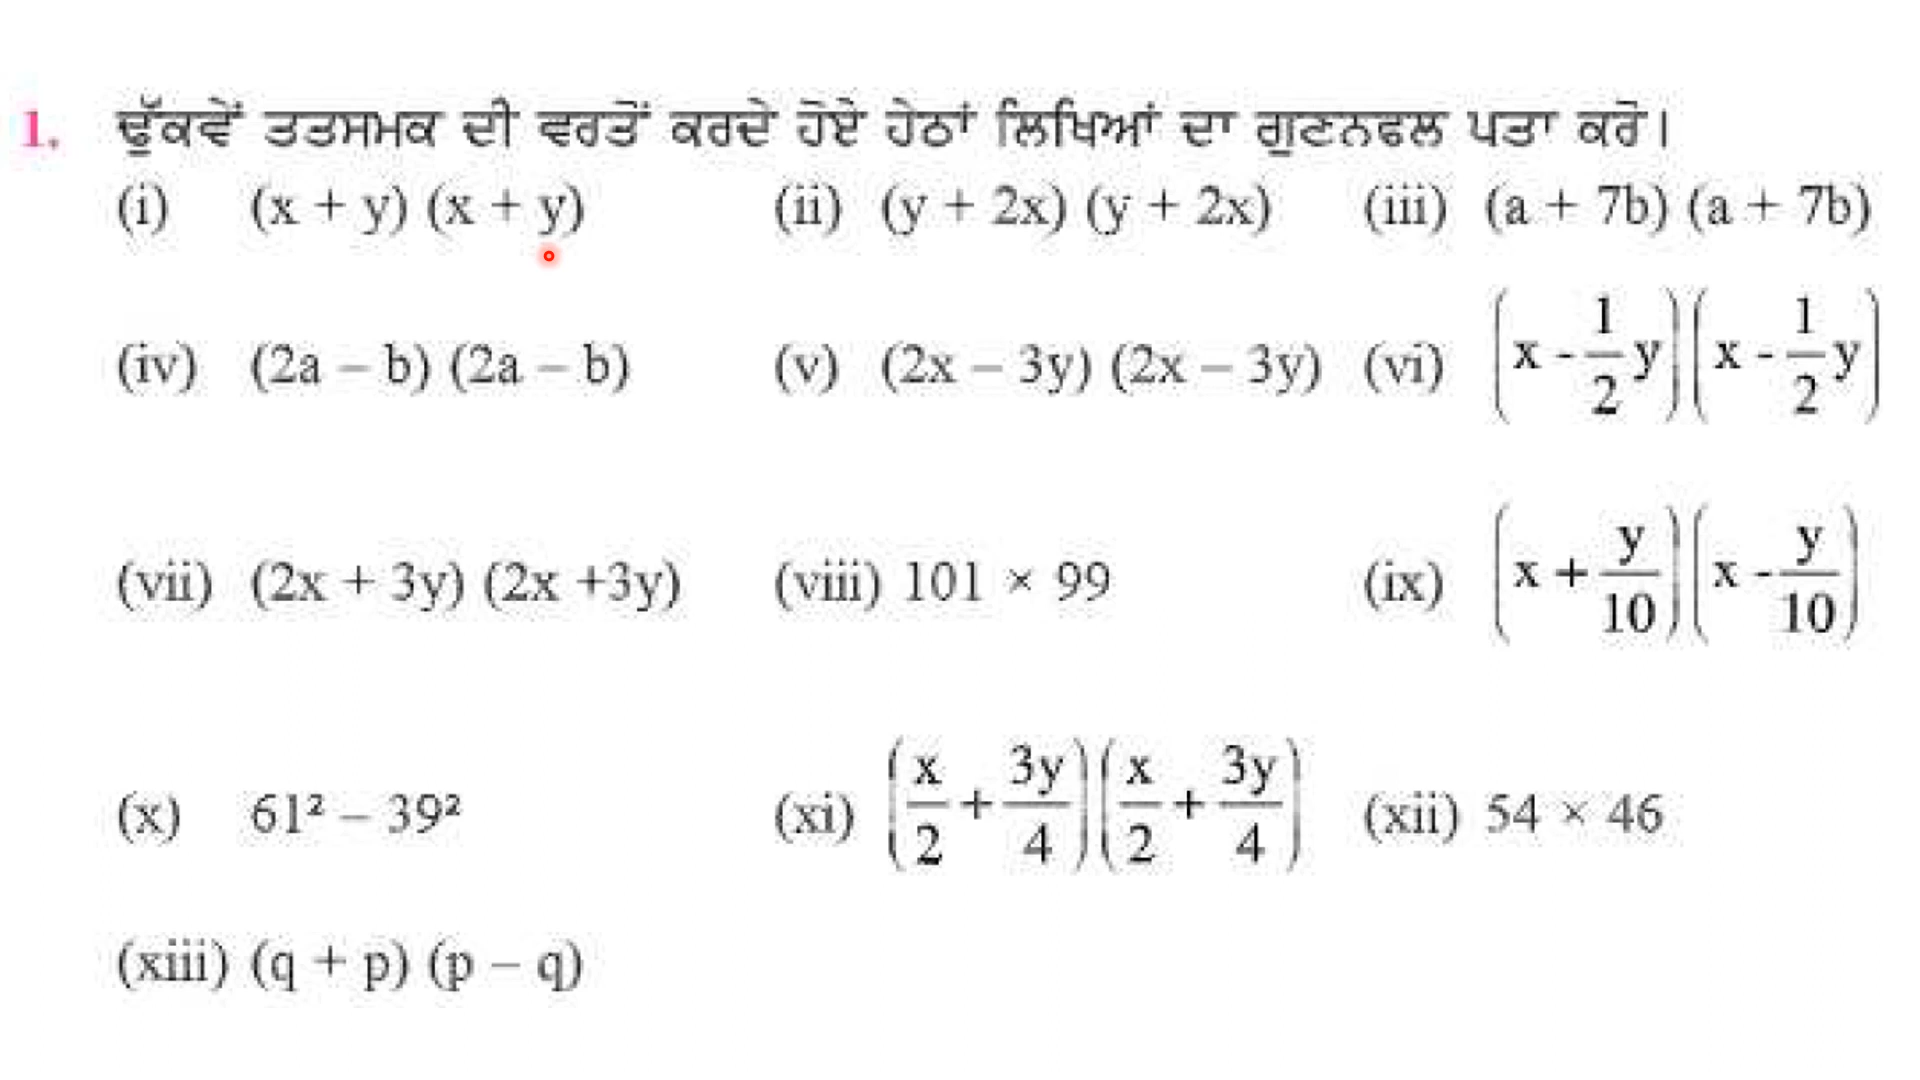 1. ਢੁੱਕਵੇਂ ਤਤਸਮਕ ਦੀ ਵਰਤੋਂ ਕਰਦੇ ਹੋਏ ਹੇਠਾਂ ਲਿਖਿਆਂ ਦਾ ਗੁਣਨਫਲ ਪਤਾ ਕਰੋ।
(i) (x + y) (x + y) (ii) (y + 2x) (y + 2x) (iii) (a + 7b) (a + 7b)
(iv) (2a – b) (2a – b) (v) (2x – 3y) (2x – 3y) (vi) (x - 1/2 y) (x - 1/2 y)
(vii) (2x + 3y) (2x +3y) (viii) 101 × 99 (ix) (x + y/10) (x - y/10)
(x) 61² – 39² (xi) (x/2 + 3y/4) (x/2 + 3y/4) (xii) 54 × 46
(xiii) (q + p) (p – q)